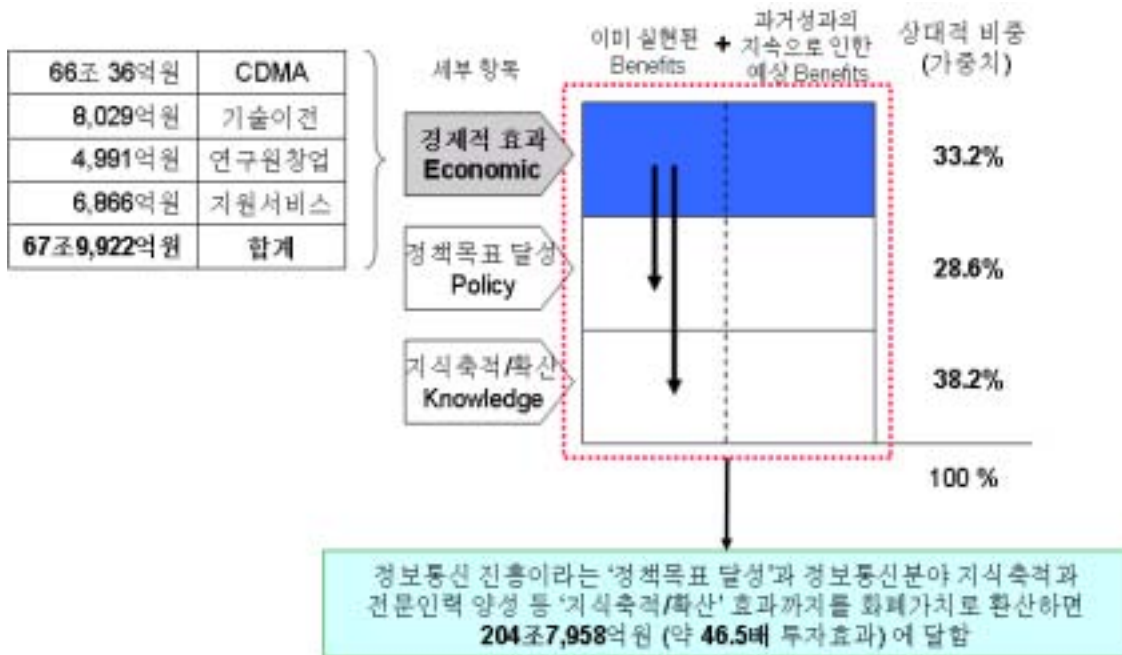 66조 36억원 CDMA
8,029억원 기술이전
4,991억원 연구원창업
6,866억원 지원서비스
67조9,922억원 합계
세부 항목
이미 실현된
Benefits
+
과거성과의
지속으로 인한
예상 Benefits
상대적 비중
(가중치)
경제적 효과
Economic
33.2%
정책목표 달성
Policy
28.6%
지식축적/확산
Knowledge
38.2%
100 %
정보통신 진흥이라는 '정책목표 달성'과 정보통신분야 지식축적과
전문인력 양성 등 '지식축적/확산' 효과까지를 화폐가치로 환산하면
204조7,958억원 (약 46.5배 투자효과) 에 달함